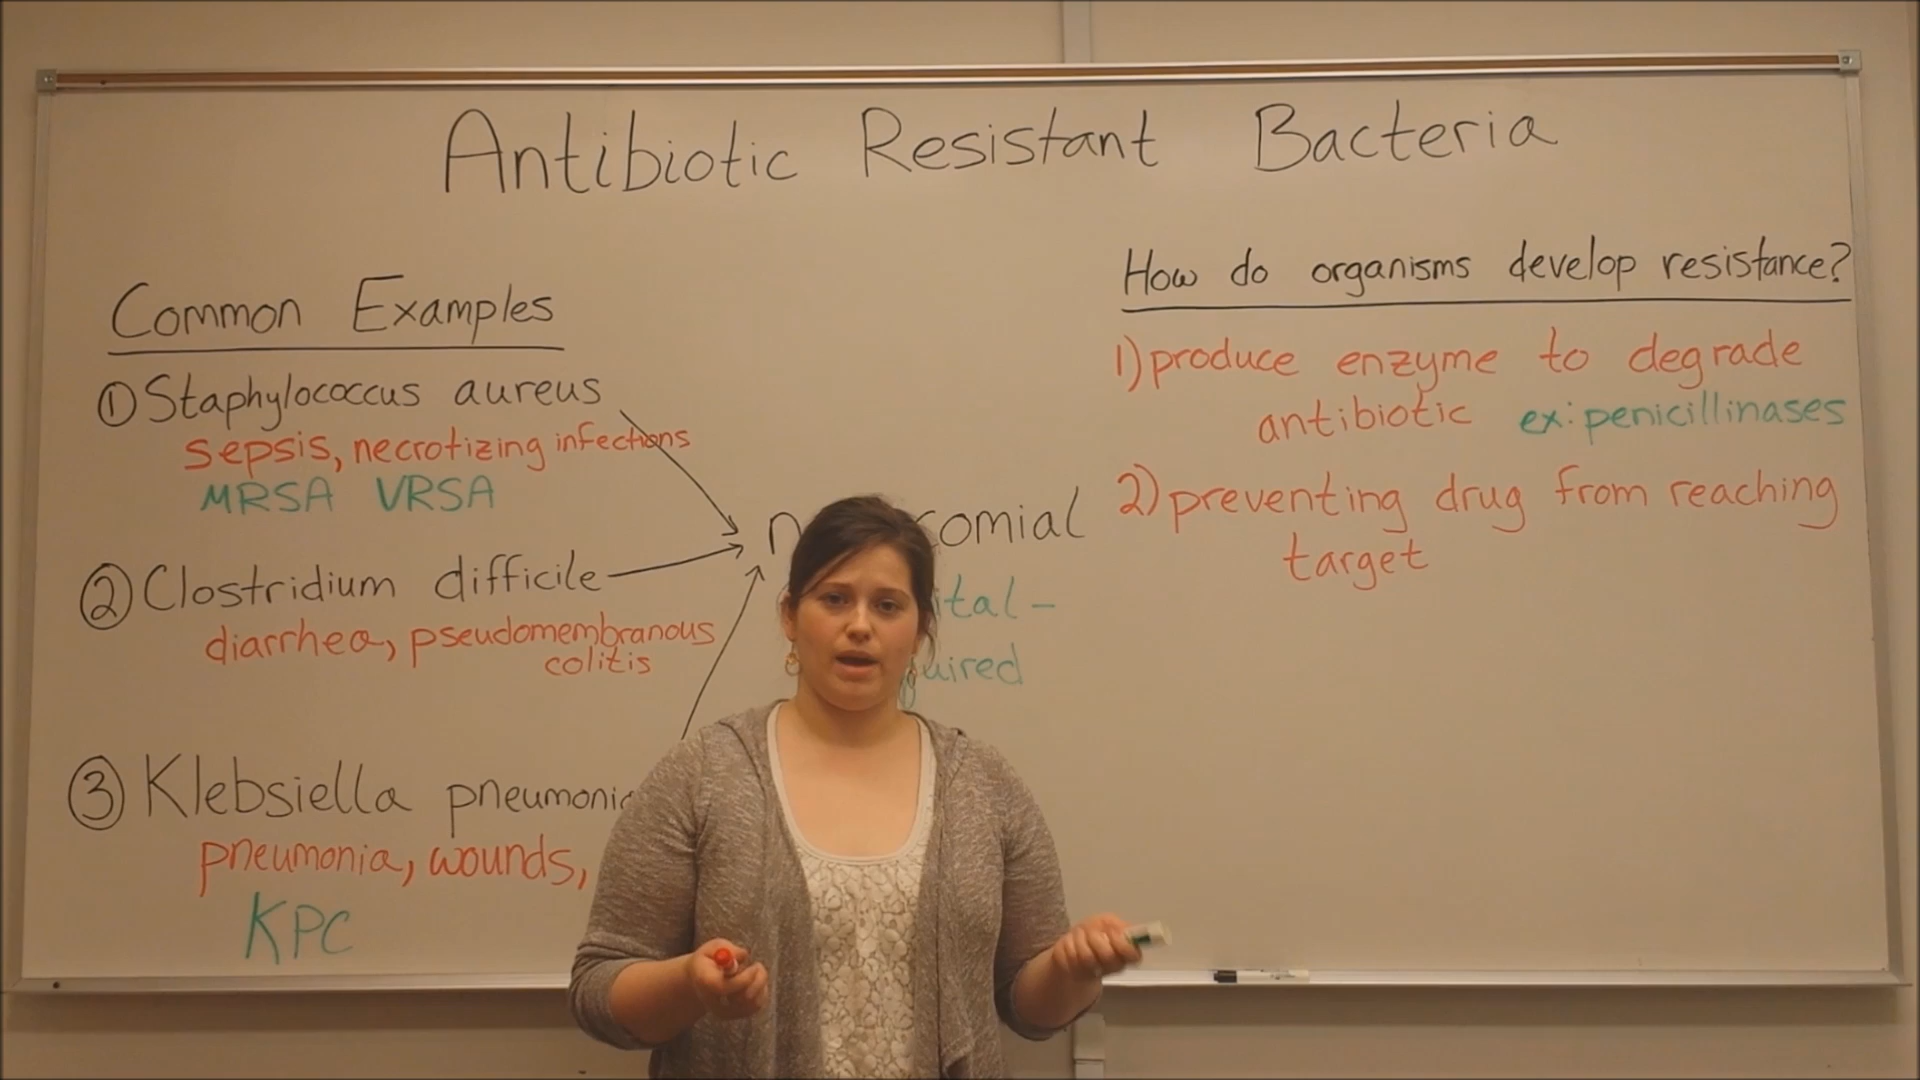 Antibiotic Resistant Bacteria
Common Examples
① Staphylococcus aureus
sepsis, necrotizing infections
MRSA VRSA
② Clostridium difficile
diarrhea, pseudomembranous
colitis
③ Klebsiella
pneumonia, wounds,
KPC
How do organisms develop resistance?
1) produce enzyme to degrade
antibiotic ex: penicillinases
2) preventing drug from reaching
target